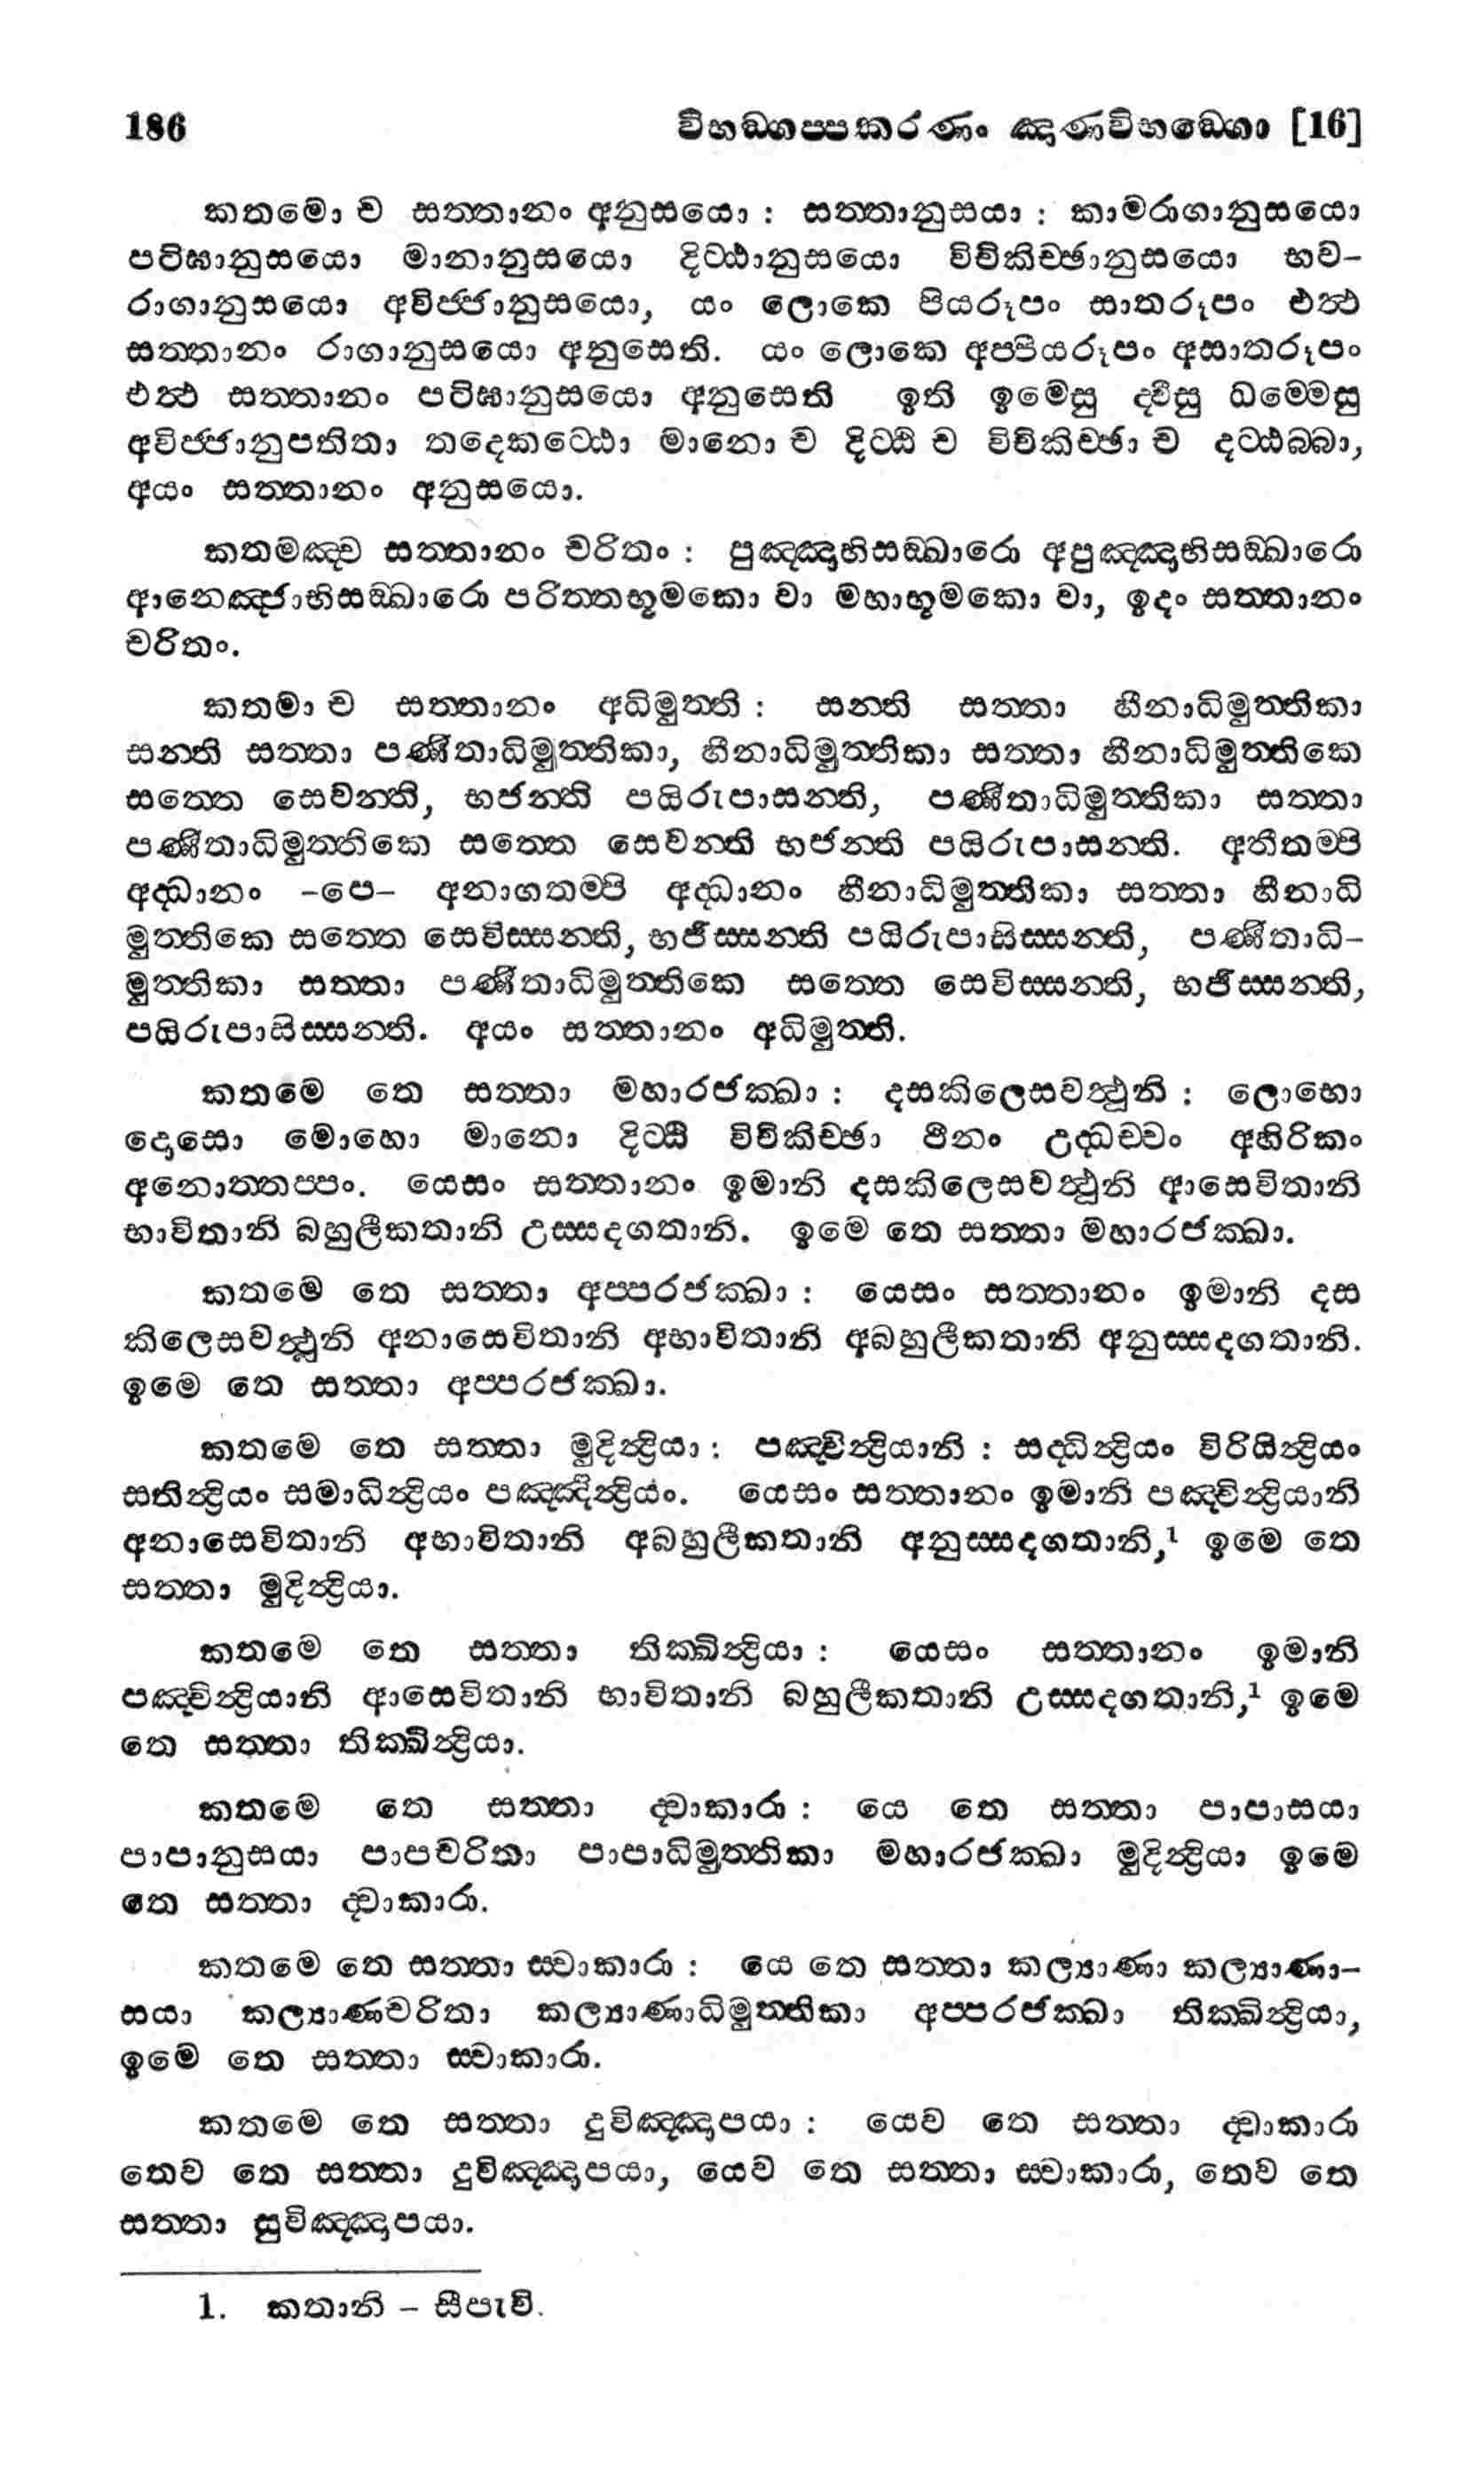 186 විභඞ්ගප්පකරණං ඤාණවිභඞ්ගො [16]
කතමො ච සත්තානං අනුසයො : සත්තානුසයා : කාමරාගානුසයො
පටිඝානුසයො මානානුසයො දිට්ඨානුසයො විචිකිච්ඡානුසයො භව-
රාගානුසයො අවිජ්ජානුසයො, යං ලොකෙ පියරූපං සාතරූපං එත්ථ
සත්තානං රාගානුසයො අනුසෙති. යං ලොකෙ අප්පියරූපං අසාතරූපං
එත්ථ සත්තානං පටිඝානුසයො අනුසෙති ඉති ඉමෙසු ද්වීසු ධම්මෙසු
අවිජ්ජානුපතිතා තදෙකට්ඨො මානො ච දිට්ඨි ච විචිකිච්ඡා ච දට්ඨබ්බා,
අයං සත්තානං අනුසයො.
කතමඤ්ච සත්තානං චරිතං : පුඤ්ඤාභිසඞ්ඛාරො අපුඤ්ඤාභිසඞ්ඛාරො
ආනෙඤ්ජාභිසඞ්ඛාරො පරිත්තභූමකො වා මහාභූමකො වා, ඉදං සත්තානං
චරිතං.
කතමා ච සත්තානං අධිමුත්ති : සන්ති සත්තා හීනාධිමුත්තිකා
සන්ති සත්තා පණීතාධිමුත්තිකා, හීනාධිමුත්තිකා සත්තා හීනාධිමුත්තිකෙ
සත්තෙ සෙවන්ති, භජන්ති පයිරුපාසන්ති, පණීතාධිමුත්තිකා සත්තා
පණීතාධිමුත්තිකෙ සත්තෙ සෙවන්ති භජන්ති පයිරුපාසන්ති. අතීතම්පි
අද්ධානං -පෙ- අනාගතම්පි අද්ධානං හීනාධිමුත්තිකා සත්තා හීනාධි
මුත්තිකෙ සත්තෙ සෙවිස්සන්ති, භජිස්සන්ති පයිරුපාසිස්සන්ති, පණීතාධි-
මුත්තිකා සත්තා පණීතාධිමුත්තිකෙ සත්තෙ සෙවිස්සන්ති, භජිස්සන්ති,
පයිරුපාසිස්සන්ති. අයං සත්තානං අධිමුත්ති.
කතමෙ තෙ සත්තා මහාරජක්ඛා : දසකිලෙසවත්ථූනි : ලොභො
දොසො මොහො මානො දිට්ඨි විචිකිච්ඡා ථීනං උද්ධච්චං අහිරිකං
අනොත්තප්පං. යෙසං සත්තානං ඉමානි දසකිලෙසවත්ථූනි ආසෙවිතානි
භාවිතානි බහුලීකතානි උස්සදගතානි. ඉමෙ තෙ සත්තා මහාරජක්ඛා.
කතමෙ තෙ සත්තා අප්පරජක්ඛා : යෙසං සත්තානං ඉමානි දස
කිලෙසවත්ථූනි අනාසෙවිතානි අභාවිතානි අබහුලීකතානි අනුස්සදගතානි.
ඉමෙ තෙ සත්තා අප්පරජක්ඛා.
කතමෙ තෙ සත්තා මුදින්ද්‍රියා : පඤ්චින්ද්‍රියානි : සද්ධින්ද්‍රියං විරියින්ද්‍රියං
සතින්ද්‍රියං සමාධින්ද්‍රියං පඤ්ඤින්ද්‍රියං. යෙසං සත්තානං ඉමානි පඤ්චින්ද්‍රියානි
අනාසෙවිතානි අභාවිතානි අබහුලීකතානි අනුස්සදගතානි,¹ ඉමෙ තෙ
සත්තා මුදින්ද්‍රියා.
කතමෙ තෙ සත්තා තික්ඛින්ද්‍රියා : යෙසං සත්තානං ඉමානි
පඤ්චින්ද්‍රියානි ආසෙවිතානි භාවිතානි බහුලීකතානි උස්සදගතානි,¹ ඉමෙ
තෙ සත්තා තික්ඛින්ද්‍රියා.
කතමෙ තෙ සත්තා ද්වාකාරා : යෙ තෙ සත්තා පාපාසයා
පාපානුසයා පාපචරිතා පාපාධිමුත්තිකා මහාරජක්ඛා මුදින්ද්‍රියා ඉමෙ
තෙ සත්තා ද්වාකාරා.
කතමෙ තෙ සත්තා ස්වාකාරා : යෙ තෙ සත්තා කල්‍යාණා කල්‍යාණා-
සයා කල්‍යාණචරිතා කල්‍යාණාධිමුත්තිකා අප්පරජක්ඛා තික්ඛින්ද්‍රියා,
ඉමෙ තෙ සත්තා ස්වාකාරා.
කතමෙ තෙ සත්තා දුවිඤ්ඤාපයා : යෙව තෙ සත්තා ද්වාකාරා
තෙව තෙ සත්තා දුවිඤ්ඤාපයා, යෙව තෙ සත්තා ස්වාකාරා, තෙව තෙ
සත්තා සුවිඤ්ඤාපයා.
1. කතානි - සීපැවි.